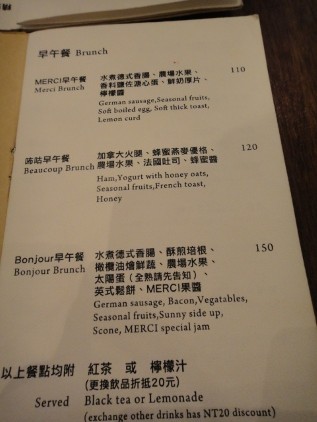 早午餐 Brunch
MERCI早午餐 水煮德式香腸、農場水果、 110
Merci Brunch 香料鹽佐溏心蛋、鮮奶厚片、
檸檬醬
German sausage,Seasonal fruits,
Soft boiled egg, Soft thick toast,
Lemon curd
咘咕早午餐 加拿大火腿、蜂蜜燕麥優格、 120
Beaucoup Brunch 農場水果、法國吐司、蜂蜜醬
Ham,Yogurt with honey oats,
Seasonal fruits,French toast,
Honey
Bonjour早午餐 水煮德式香腸、酥煎培根、 150
Bonjour Brunch 橄欖油燴鮮蔬、農場水果、
太陽蛋(全熟請先告知)、
英式鬆餅、MERCI果醬
German sausage, Bacon,Vegatables,
Seasonal fruits,Sunny side up,
Scone, MERCI special jam
以上餐點均附 紅茶 或 檸檬汁
(更換飲品折抵20元)
Served Black tea or Lemonade
(exchange other drinks has NT20 discount)